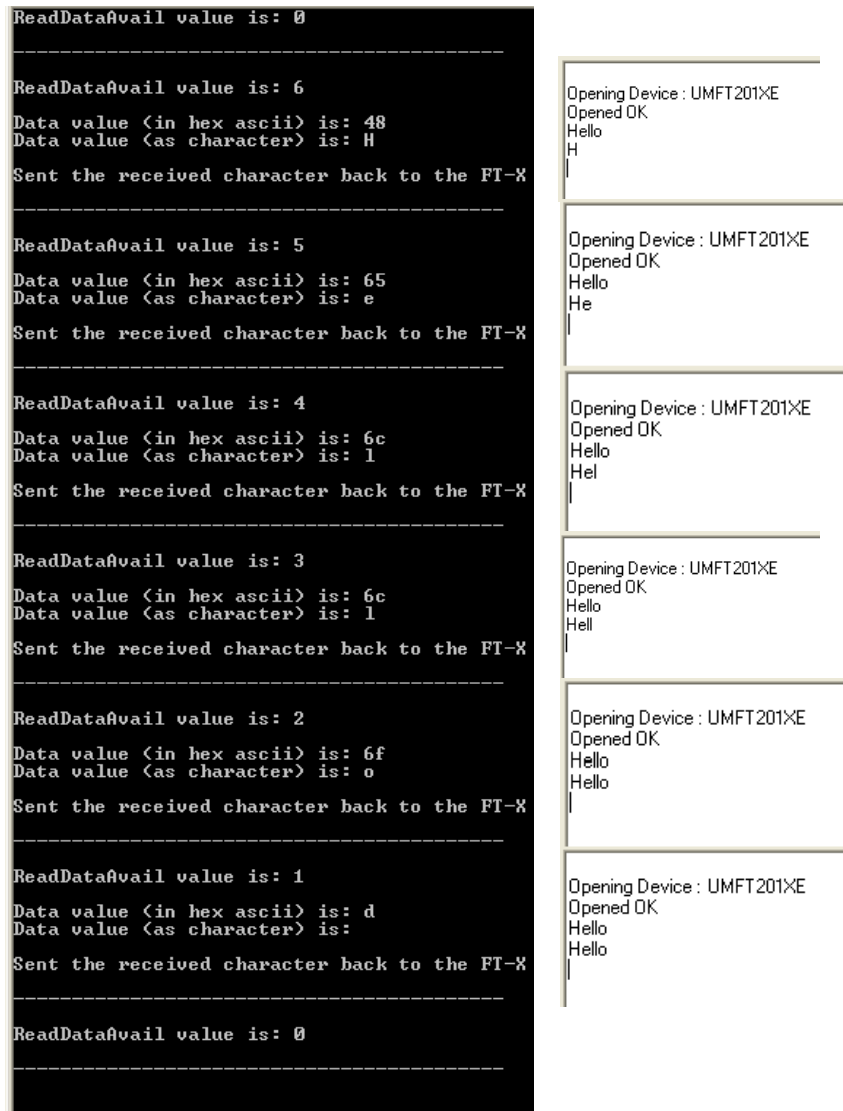 ReadDataAvail value is: 0
----------------------------------------
ReadDataAvail value is: 6
Data value (in hex ascii) is: 48
Data value (as character) is: H
Sent the received character back to the FT-X
----------------------------------------
ReadDataAvail value is: 5
Data value (in hex ascii) is: 65
Data value (as character) is: e
Sent the received character back to the FT-X
----------------------------------------
ReadDataAvail value is: 4
Data value (in hex ascii) is: 6c
Data value (as character) is: l
Sent the received character back to the FT-X
----------------------------------------
ReadDataAvail value is: 3
Data value (in hex ascii) is: 6c
Data value (as character) is: l
Sent the received character back to the FT-X
----------------------------------------
ReadDataAvail value is: 2
Data value (in hex ascii) is: 6f
Data value (as character) is: o
Sent the received character back to the FT-X
----------------------------------------
ReadDataAvail value is: 1
Data value (in hex ascii) is: d
Data value (as character) is:
Sent the received character back to the FT-X
----------------------------------------
ReadDataAvail value is: 0
----------------------------------------
Opening Device : UMFT201XE
Opened OK
Hello
H
Opening Device : UMFT201XE
Opened OK
Hello
He
Opening Device : UMFT201XE
Opened OK
Hello
Hel
Opening Device : UMFT201XE
Opened OK
Hello
Hell
Opening Device : UMFT201XE
Opened OK
Hello
Hello
Opening Device : UMFT201XE
Opened OK
Hello
Hello